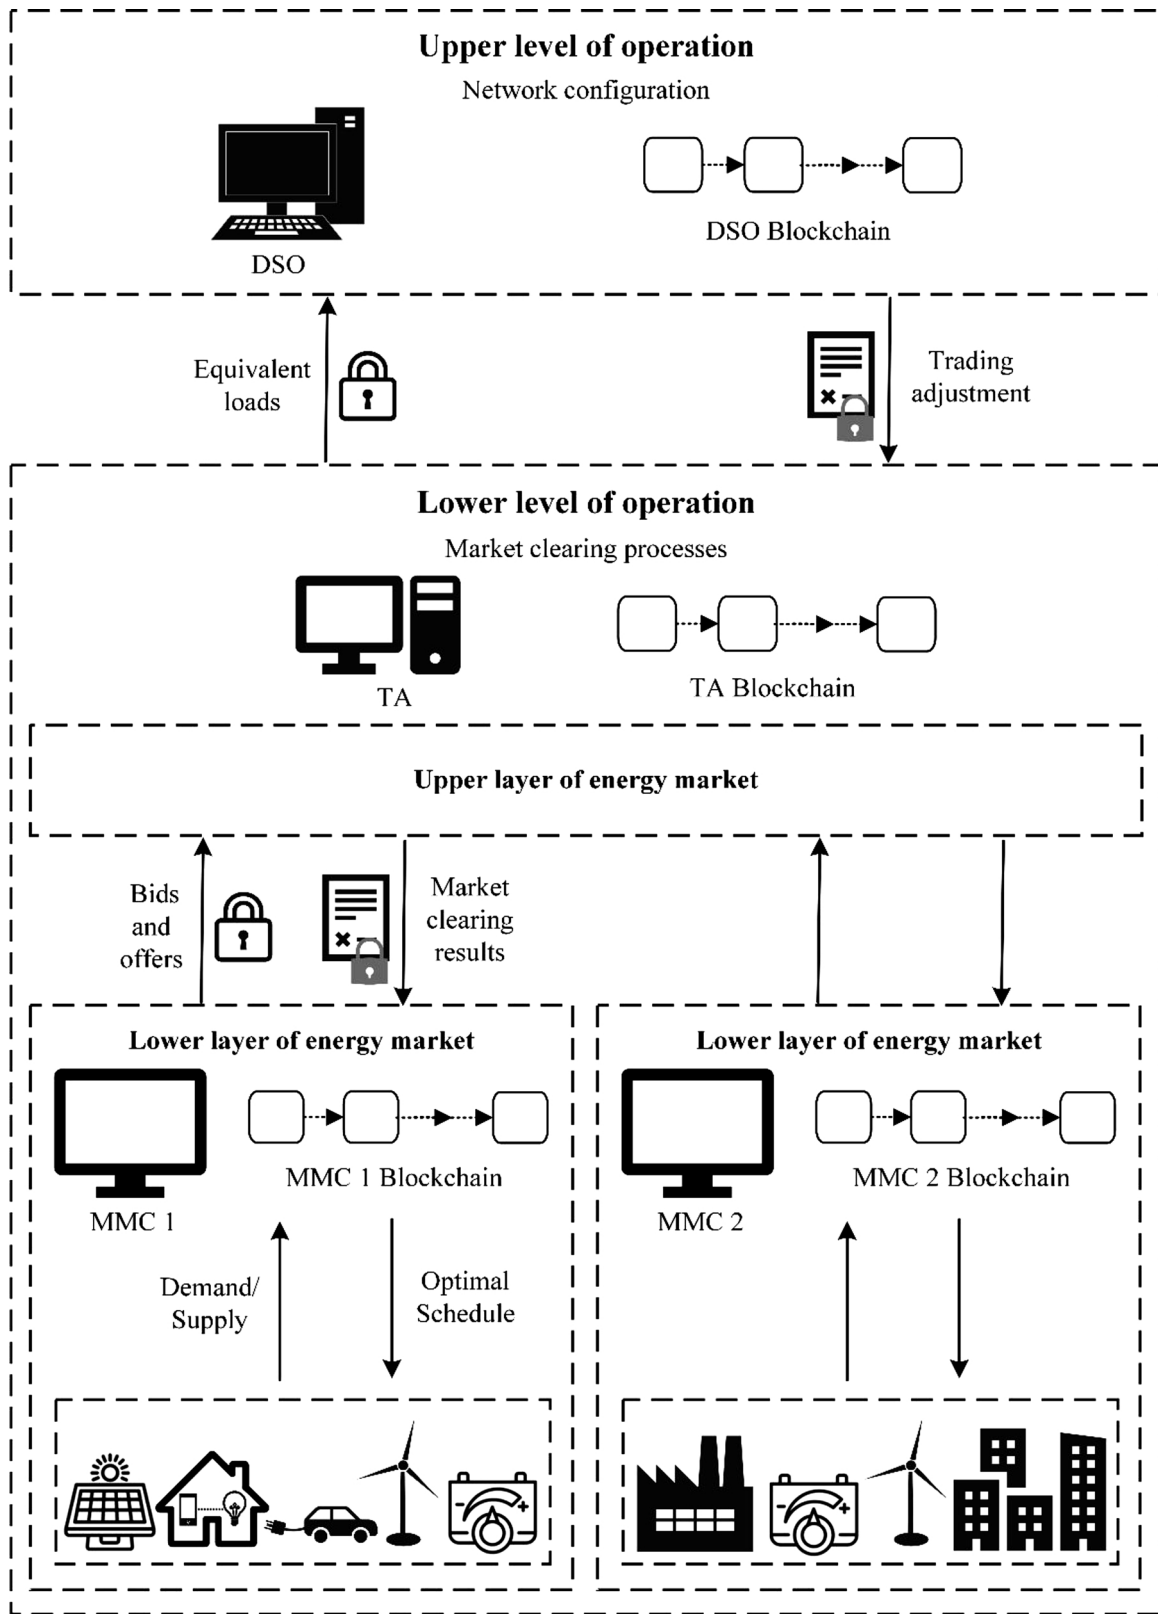 Upper level of operation
Network configuration
DSO
DSO Blockchain
Equivalent
loads
Trading
adjustment
Lower level of operation
Market clearing processes
TA
TA Blockchain
Upper layer of energy market
Bids
and
offers
Market
clearing
results
Lower layer of energy market
MMC 1
MMC 1 Blockchain
Demand/
Supply
Optimal
Schedule
Lower layer of energy market
MMC 2
MMC 2 Blockchain